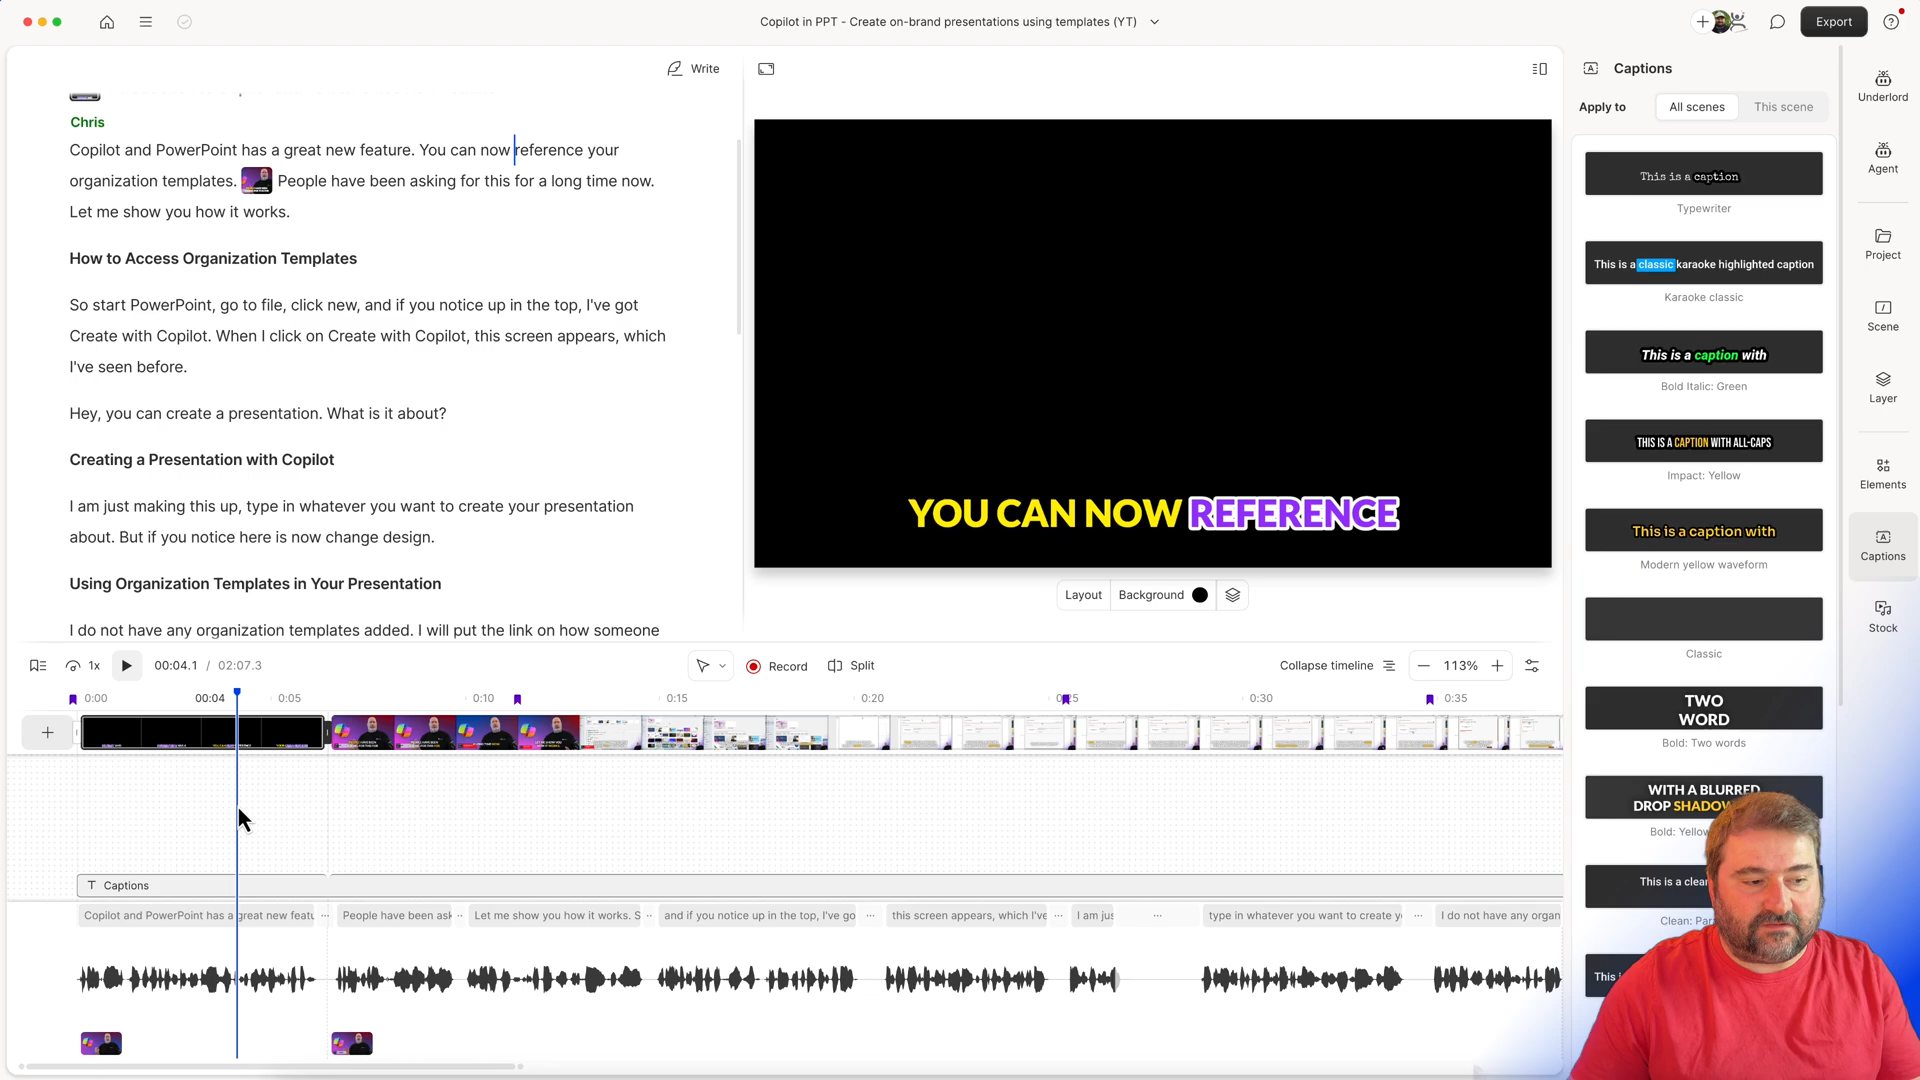 Copilot in PPT - Create on-brand presentations using templates (YT)
Export
Write
Chris
Copilot and PowerPoint has a great new feature. You can now reference your
organization templates. People have been asking for this for a long time now.
Let me show you how it works.
How to Access Organization Templates
So start PowerPoint, go to file, click new, and if you notice up in the top, I've got
Create with Copilot. When I click on Create with Copilot, this screen appears, which
I've seen before.
Hey, you can create a presentation. What is it about?
Creating a Presentation with Copilot
I am just making this up, type in whatever you want to create your presentation
about. But if you notice here is now change design.
Using Organization Templates in Your Presentation
I do not have any organization templates added. I will put the link on how someone
YOU CAN NOW REFERENCE
Layout
Background
Captions
Apply to
All scenes
This scene
This is a caption
Typewriter
This is a classic karaoke highlighted caption
Karaoke classic
This is a caption with
Bold Italic: Green
THIS IS A CAPTION WITH ALL-CAPS
Impact: Yellow
This is a caption with
Modern yellow waveform
Classic
TWO
WORD
Bold: Two words
WITH A BLURRED
DROP SHADOW
Bold: Yellow
This is a clean
Clean:
This
Underlord
Agent
Project
Scene
Layer
Elements
Captions
Stock
1x
00:04.1 / 02:07.3
Record
Split
Collapse timeline
113%
0:00
00:04
0:05
0:10
0:15
0:20
0:30
0:35
Captions
Copilot and PowerPoint has a great new featu
People have been ask
Let me show you how it works. S
and if you notice up in the top, I've go
this screen appears, which I've
I am jus
type in whatever you want to create y
I do not have any organ